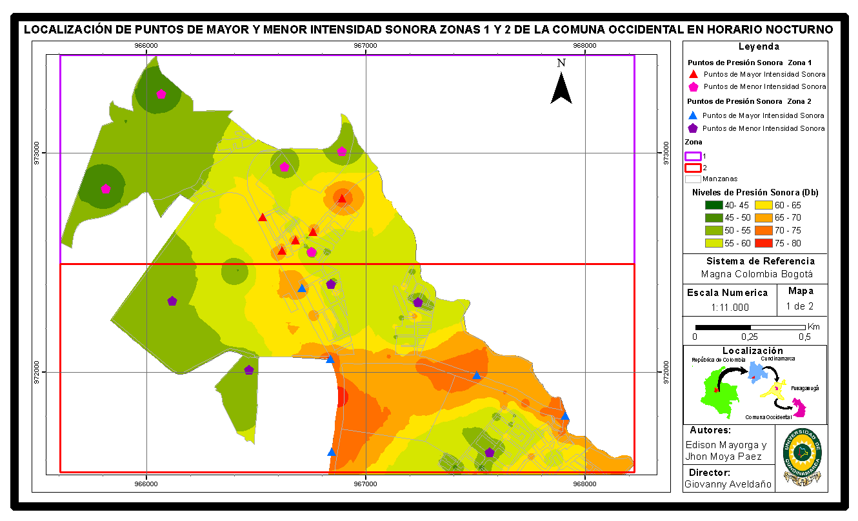 LOCALIZACIÓN DE PUNTOS DE MAYOR Y MENOR INTENSIDAD SONORA ZONAS 1 Y 2 DE LA COMUNA OCCIDENTAL EN HORARIO NOCTURNO
966000
967000
968000
973000
972000
N
973000
972000
966000
967000
968000
Leyenda
Puntos de Presión Sonora Zona 1
Puntos de Mayor Intensidad Sonora
Puntos de Menor Intensidad Sonora
Puntos de Presión Sonora Zona 2
Puntos de Mayor Intensidad Sonora
Puntos de Menor Intensidad Sonora
Zona
1
2
Manzanas
Niveles de Presión Sonora (Db)
40- 45 60 - 65
45 - 50 65 - 70
50 - 55 70 - 75
55 - 60 75 - 80
Sistema de Referencia
Magna Colombia Bogotá
Escala Numerica
1:11.000
Mapa
1 de 2
Km
0 0,25 0,5
Localización
República de Colombia
Cundinamarca
Fusagasugá
Comuna Occidental
Autores:
Edison Mayorga y
Jhon Moya Paez
Director:
Giovanny Aveldaño
UNIVERSIDAD DE CUNDINAMARCA